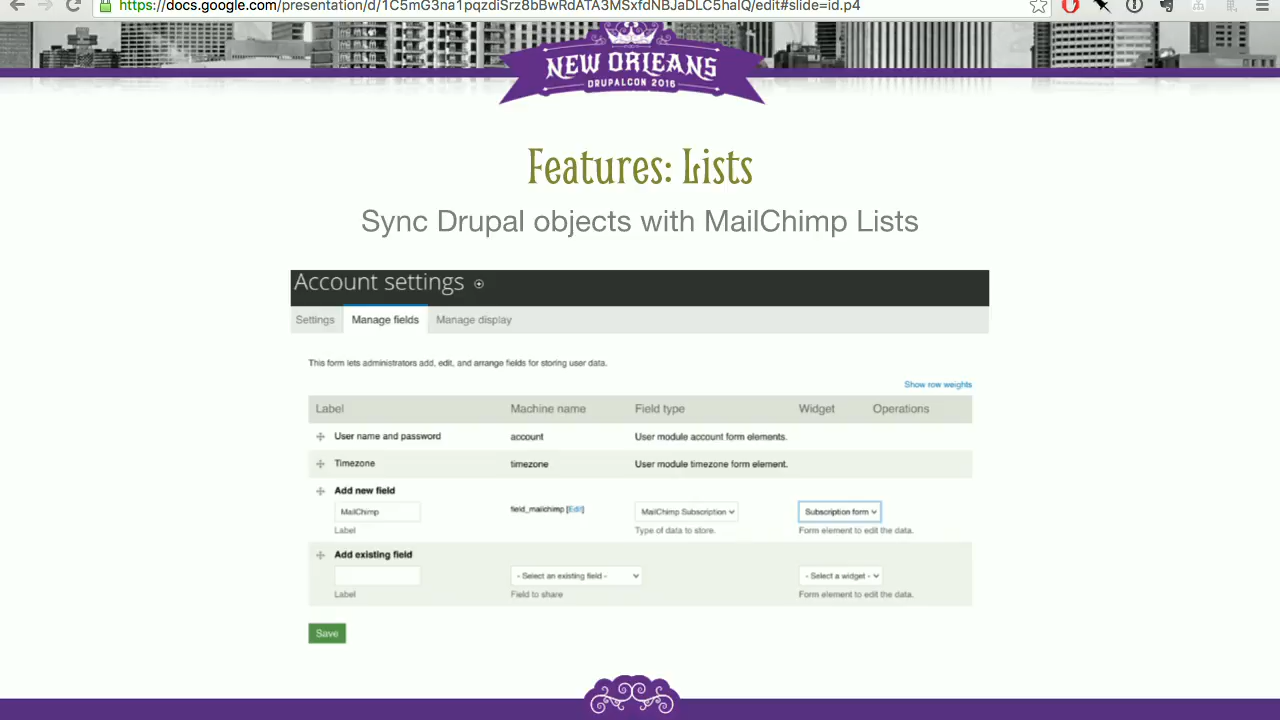 https://docs.google.com/presentation/d/1C5mG3na1pqzdiSrz8bBwRdATA3MSxfdNBJaDLC5haIQ/edit#slide=id.p4
NEW ORLEANS
DRUPALCON 2016
Features: Lists
Sync Drupal objects with MailChimp Lists
Account settings
Settings Manage fields Manage display
This form lets administrators add, edit, and arrange fields for storing user data.
Show row weights
Label Machine name Field type Widget Operations
User name and password account User module account form elements.
Timezone timezone User module timezone form element.
Add new field
MailChimp field_mailchimp [Edit] MailChimp Subscription Subscription form
Label Type of data to store. Form element to edit the data.
Add existing field
- Select an existing field - - Select a widget -
Label Field to share Form element to edit the data.
Save